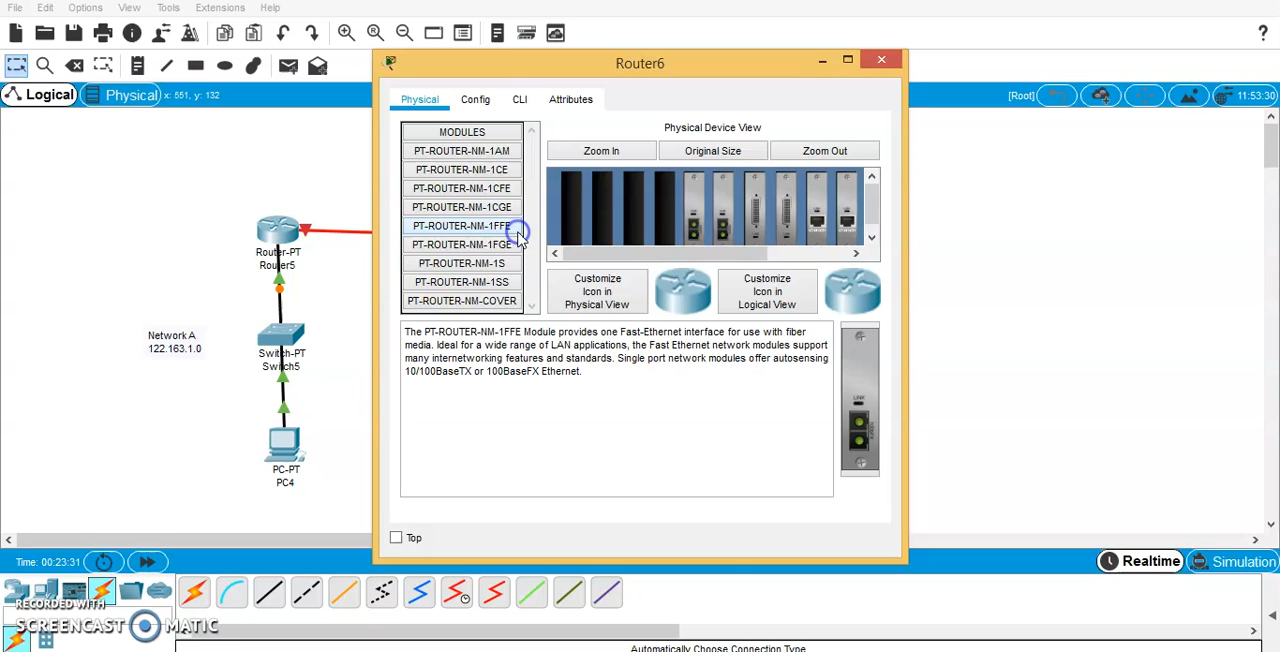 File Edit Options View Tools Extensions Help
Logical Physical x: 551, y: 132 [Root] 11:53:30
Router6
Physical Config CLI Attributes
MODULES
PT-ROUTER-NM-1AM
PT-ROUTER-NM-1CE
PT-ROUTER-NM-1CFE
PT-ROUTER-NM-1CGE
PT-ROUTER-NM-1FFE
PT-ROUTER-NM-1FGE
PT-ROUTER-NM-1S
PT-ROUTER-NM-1SS
PT-ROUTER-NM-COVER
Physical Device View
Zoom In Original Size Zoom Out
Customize
Icon in
Physical View
Customize
Icon in
Logical View
The PT-ROUTER-NM-1FFE Module provides one Fast-Ethernet interface for use with fiber
media. Ideal for a wide range of LAN applications, the Fast Ethernet network modules support
many internetworking features and standards. Single port network modules offer autosensing
10/100BaseTX or 100BaseFX Ethernet.
LINK
Top
Router-PT
Router5
Network A
122.163.1.0
Switch-PT
Switch5
PC-PT
PC4
Time: 00:23:31 Realtime Simulation
RECORDED WITH
SCREENCAST MATIC
Automatically Choose Connection Type